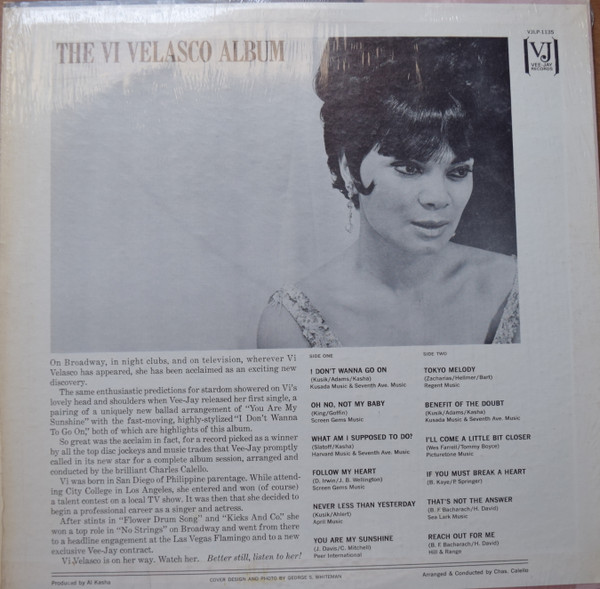 THE VI VELASCO ALBUM
VJLP-1135
VJ
VEE-JAY
RECORDS
On Broadway, in night clubs, and on television, wherever Vi
Velasco has appeared, she has been acclaimed as an exciting new
discovery.
The same enthusiastic predictions for stardom showered on Vi's
lovely head and shoulders when Vee-Jay released her first single, a
pairing of a uniquely new ballad arrangement of "You Are My
Sunshine" with the fast-moving, highly-stylized "I Don't Wanna
To Go On," both of which are highlights of this album.
So great was the acclaim in fact, for a record picked as a winner
by all the top disc jockeys and music trades that Vee-Jay promptly
called in its new star for a complete album session, arranged and
conducted by the brilliant Charles Calello.
Vi was born in San Diego of Philippine parentage. While attend-
ing City College in Los Angeles, she entered and won (of course)
a talent contest on a local TV show. It was then that she decided to
begin a professional career as a singer and actress.
After stints in "Flower Drum Song" and "Kicks And Co." she
won a top role in "No Strings" on Broadway and went from there
to a headline engagement at the Las Vegas Flamingo and to a new
exclusive Vee-Jay contract.
Vi Velasco is on her way. Watch her. Better still, listen to her!
SIDE ONE
I DON'T WANNA GO ON
(Kusik/Adams/Kasha)
Kusada Music & Seventh Ave. Music
OH NO, NOT MY BABY
(King/Goffin)
Screen Gems Music
WHAT AM I SUPPOSED TO DO?
(Slatoff/Kasha)
Harvard Music & Seventh Ave. Music
FOLLOW MY HEART
(D. Irwin/J. B. Wellington)
Screen Gems Music
NEVER LESS THAN YESTERDAY
(Kusik/Ahlert)
April Music
YOU ARE MY SUNSHINE
(J. Davis/C. Mitchell)
Peer International
SIDE TWO
TOKYO MELODY
(Zacharias/Hellmer/Bart)
Regent Music
BENEFIT OF THE DOUBT
(Kusik/Adams/Kasha)
Kusada Music & Seventh Ave. Music
I'LL COME A LITTLE BIT CLOSER
(Wes Farrel/Tommy Boyce)
Picturetone Music
IF YOU MUST BREAK A HEART
(B. Kaye/P. Springer)
THAT'S NOT THE ANSWER
(B. F. Bacharach/H. David)
Sea Lark Music
REACH OUT FOR ME
(B. F. Bacharach/H. David)
Hill & Range
Produced by Al Kasha
COVER DESIGN AND PHOTO BY GEORGE S. WHITEMAN
Arranged & Conducted by Chas. Calello